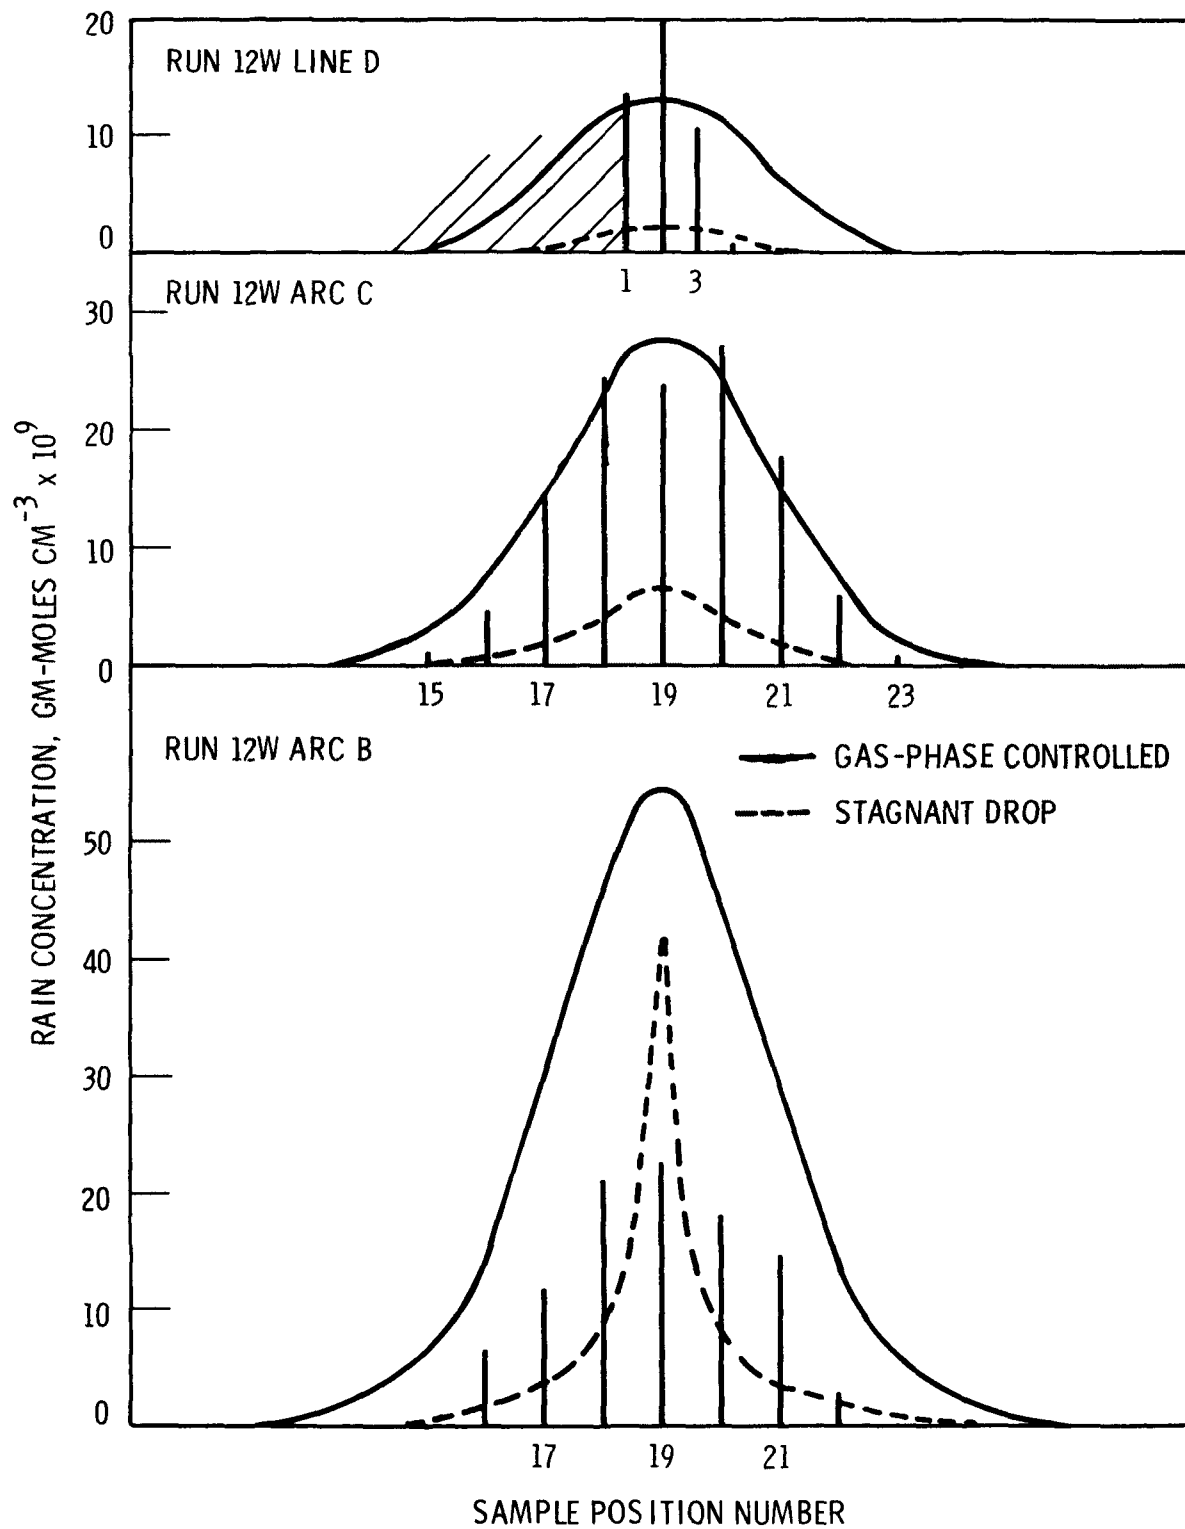 20
RUN 12W LINE D
10
0
1 3
RUN 12W ARC C
30
20
10
0
15 17 19 21 23
RUN 12W ARC B
GAS-PHASE CONTROLLED
STAGNANT DROP
50
40
30
20
10
0
17 19 21
SAMPLE POSITION NUMBER
RAIN CONCENTRATION, GM-MOLES CM⁻³ x 10⁹